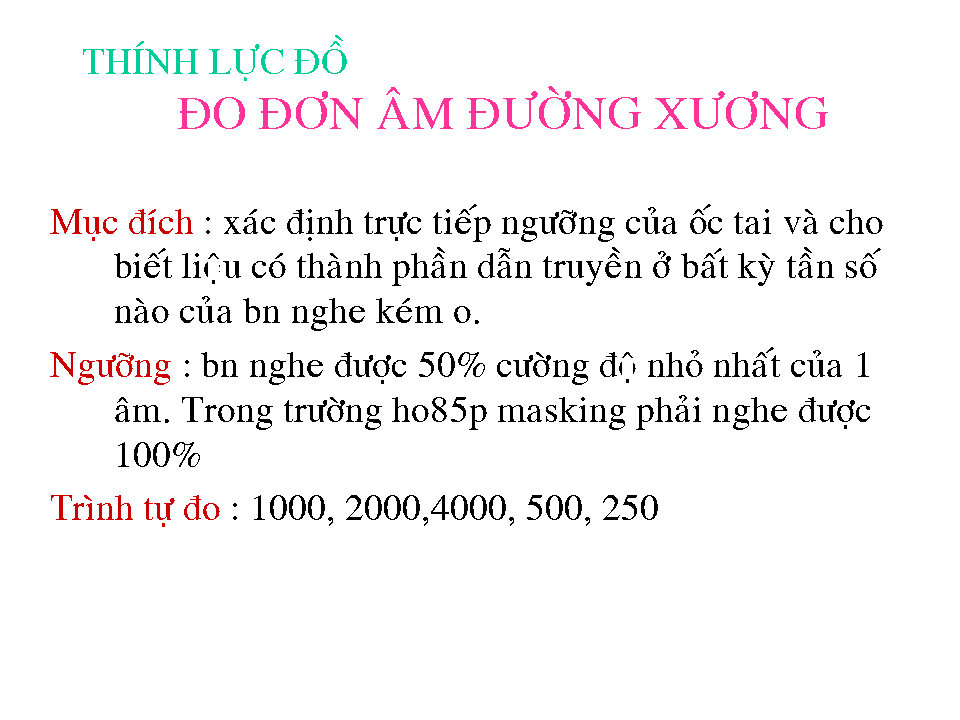 THÍNH LỰC ĐỒ
ĐO ĐƠN ÂM ĐƯỜNG XƯƠNG
Mục đích : xác định trực tiếp ngưỡng của ốc tai và cho
biết liệu có thành phần dẫn truyền ở bất kỳ tần số
nào của bn nghe kém o.
Ngưỡng : bn nghe được 50% cường độ nhỏ nhất của 1
âm. Trong trường ho85p masking phải nghe được
100%
Trình tự đo : 1000, 2000,4000, 500, 250